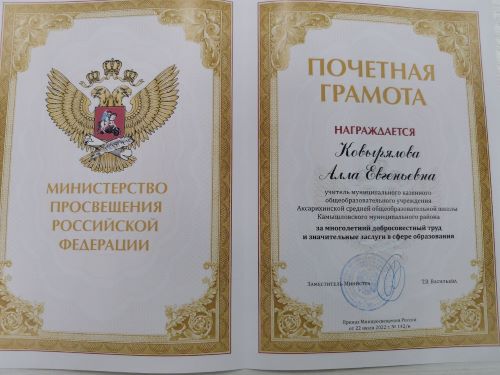 МИНИСТЕРСТВО
ПРОСВЕЩЕНИЯ
РОССИЙСКОЙ
ФЕДЕРАЦИИ
ПОЧЕТНАЯ
ГРАМОТА
НАГРАЖДАЕТСЯ
Ковырялова
Алла Евгеньевна
учитель муниципального казенного
общеобразовательного учреждения
Аксарихинской средней общеобразовательной школы
Камышловского муниципального района
за многолетний добросовестный труд
и значительные заслуги в сфере образования
Заместитель Министра
Т.В. Васильева
Приказ Минпросвещения России
от 22 июля 2022 г. № 142/н